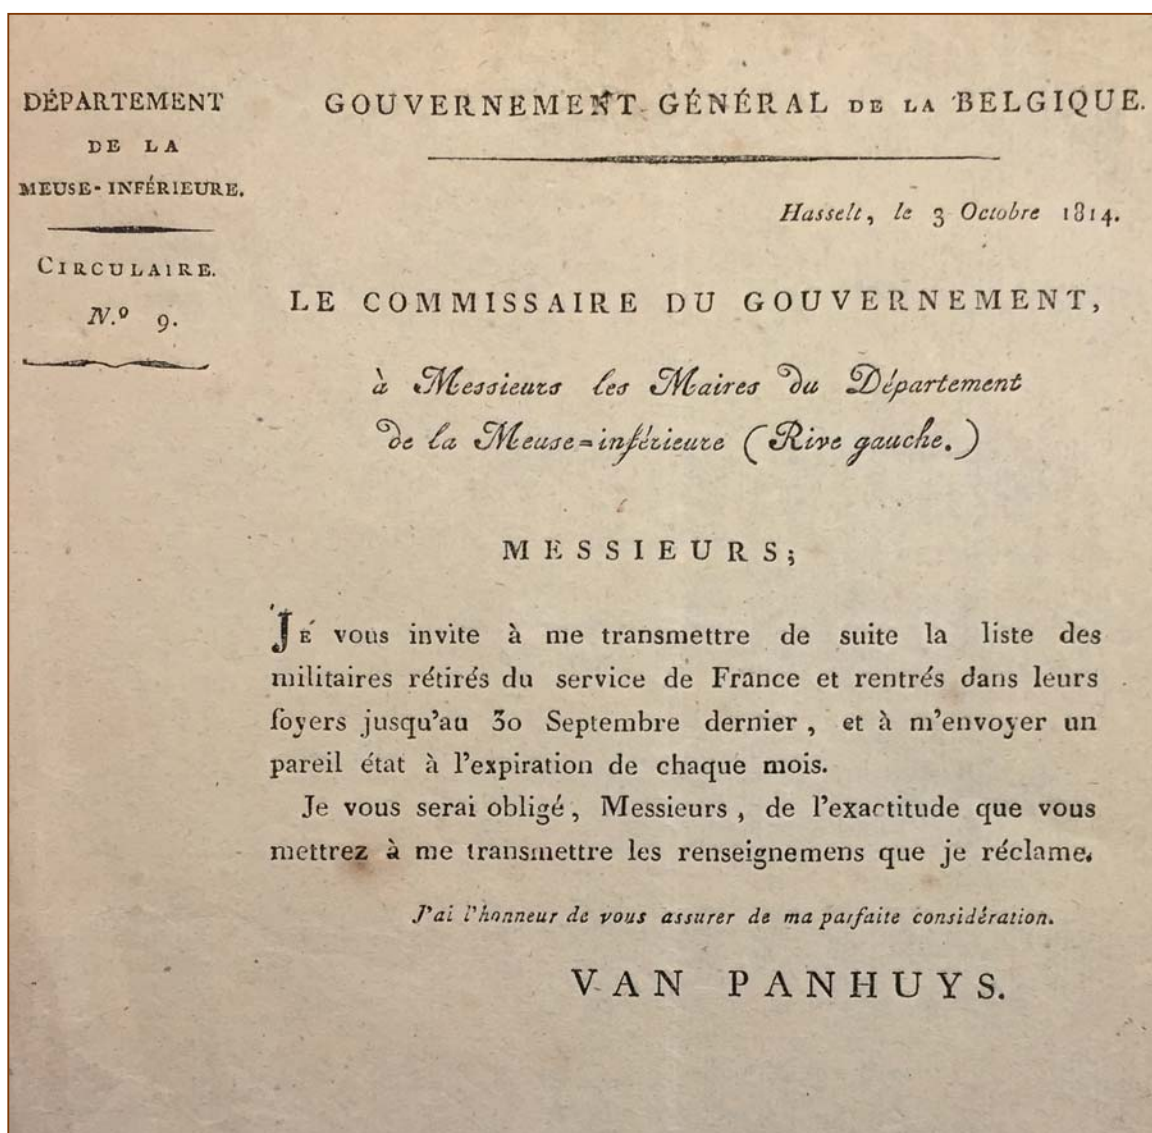 DÉPARTEMENT
DE LA
MEUSE-INFÉRIEURE.
CIRCULAIRE.
N.º 9.
GOUVERNEMENT GÉNÉRAL DE LA BELGIQUE.
Hasselt, le 3 Octobre 1814.
LE COMMISSAIRE DU GOUVERNEMENT,
à Messieurs les Maires du Département
de la Meuse-inférieure (Rive gauche.)
MESSIEURS;
JE vous invite à me transmettre de suite la liste des
militaires rétirés du service de France et rentrés dans leurs
foyers jusqu'au 30 Septembre dernier, et à m'envoyer un
pareil état à l'expiration de chaque mois.
Je vous serai obligé, Messieurs, de l'exactitude que vous
mettrez à me transmettre les renseignemens que je réclame.
J'ai l'honneur de vous assurer de ma parfaite considération.
VAN PANHUYS.